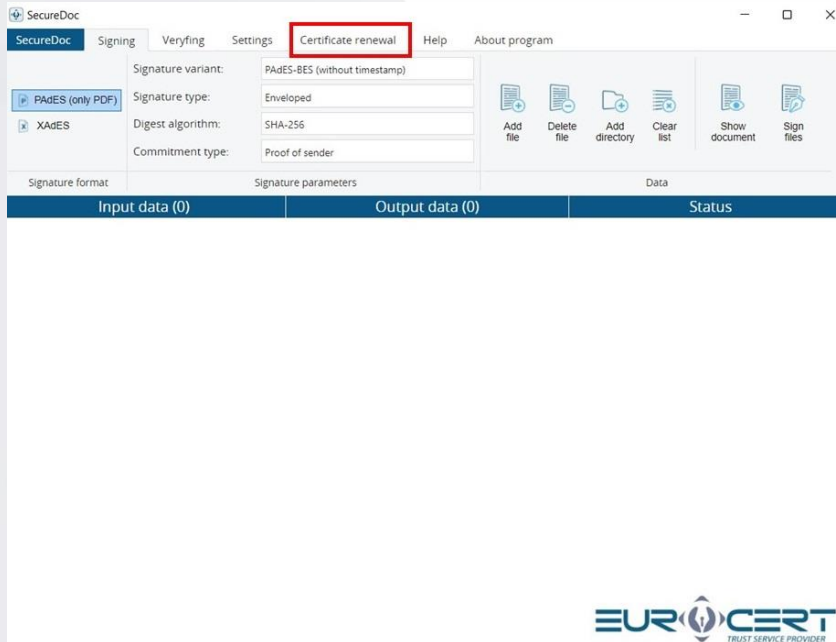 SecureDoc
SecureDoc Signing Veryfing Settings Certificate renewal Help About program
PAdES (only PDF)
XAdES
Signature format
Signature variant: PAdES-BES (without timestamp)
Signature type: Enveloped
Digest algorithm: SHA-256
Commitment type: Proof of sender
Signature parameters
Add file
Delete file
Add directory
Clear list
Show document
Sign files
Data
Input data (0) Output data (0) Status
EUROCERT
TRUST SERVICE PROVIDER